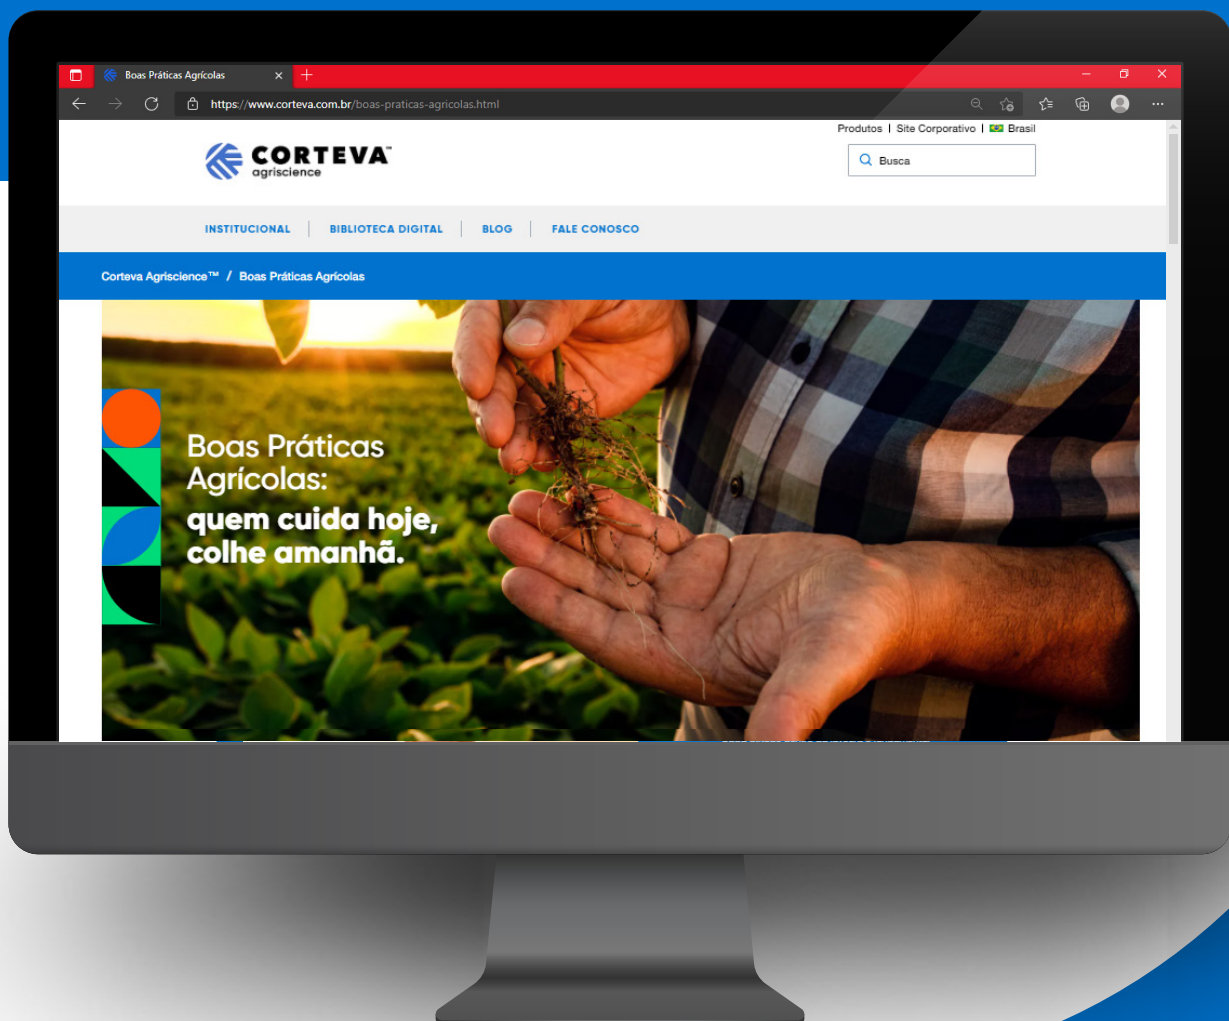 Boas Práticas Agrícolas
https://www.corteva.com.br/boas-praticas-agricolas.html
Produtos | Site Corporativo | Brasil
CORTEVA™
agriscience
Busca
INSTITUCIONAL | BIBLIOTECA DIGITAL | BLOG | FALE CONOSCO
Corteva Agriscience™ / Boas Práticas Agrícolas
Boas Práticas
Agrícolas:
quem cuida hoje,
colhe amanhã.